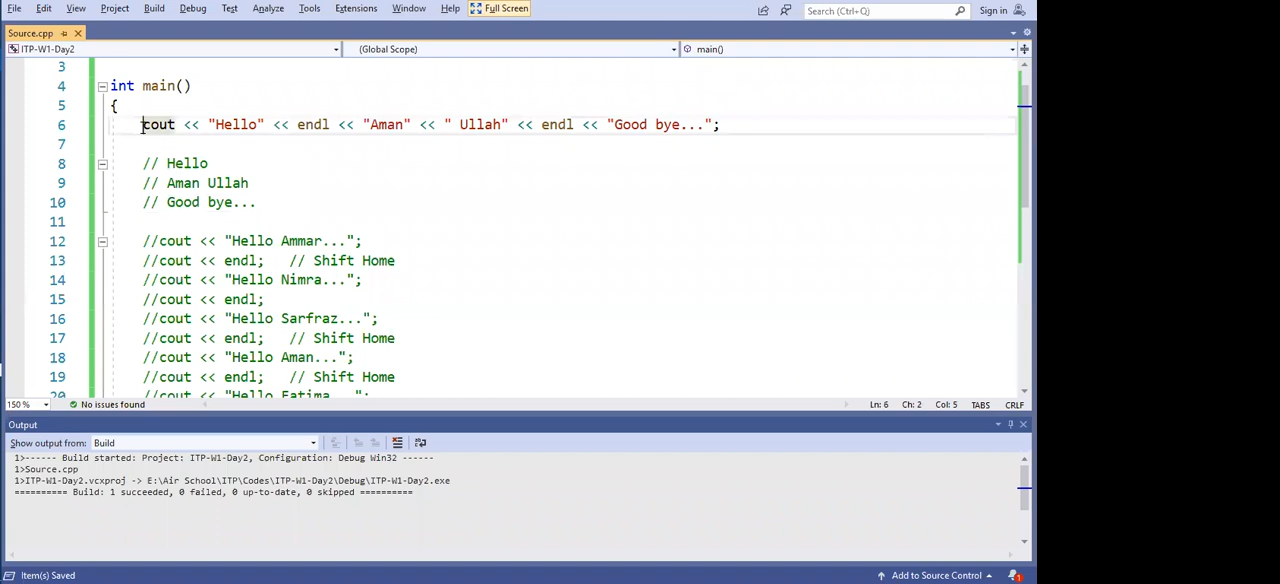 File Edit View Project Build Debug Test Analyze Tools Extensions Window Help Full Screen Search (Ctrl+Q) Sign in
Source.cpp
ITP-W1-Day2 (Global Scope) main()
3
4 int main()
5 {
6 cout << "Hello" << endl << "Aman" << " Ullah" << endl << "Good bye...";
7
8 // Hello
9 // Aman Ullah
10 // Good bye...
11
12 //cout << "Hello Ammar...";
13 //cout << endl; // Shift Home
14 //cout << "Hello Nimra...";
15 //cout << endl;
16 //cout << "Hello Sarfraz...";
17 //cout << endl; // Shift Home
18 //cout << "Hello Aman...";
19 //cout << endl; // Shift Home
20 //cout << "Hello Fatima...";
150 % No issues found Ln: 6 Ch: 2 Col: 5 TABS CRLF
Output
Show output from: Build
1>------ Build started: Project: ITP-W1-Day2, Configuration: Debug Win32 ------
1>Source.cpp
1>ITP-W1-Day2.vcxproj -> E:\Air School\ITP\Codes\ITP-W1-Day2\Debug\ITP-W1-Day2.exe
========== Build: 1 succeeded, 0 failed, 0 up-to-date, 0 skipped ==========
Item(s) Saved Add to Source Control 1